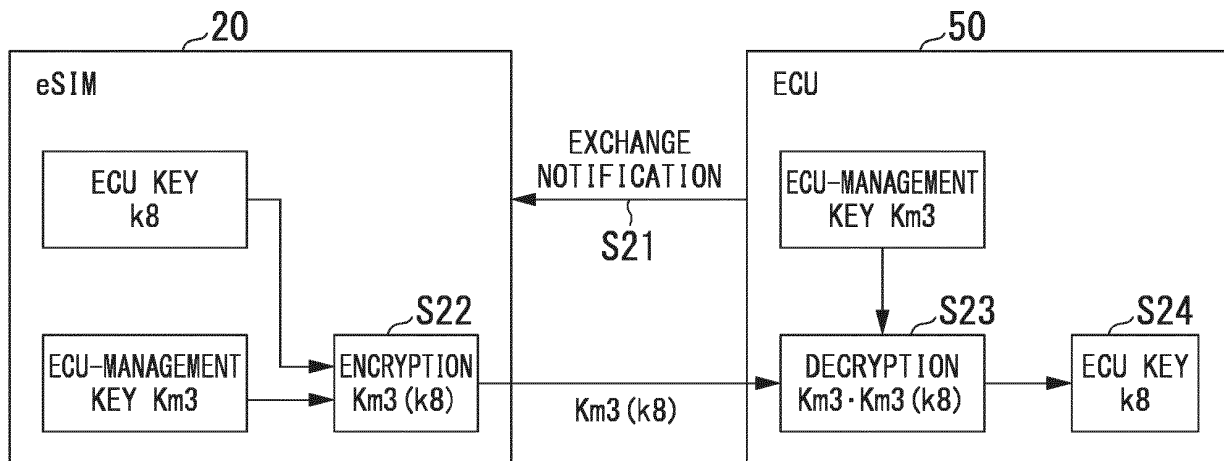 20
50
eSIM
ECU
EXCHANGE
NOTIFICATION
S21
ECU KEY
k8
ECU-MANAGEMENT
KEY Km3
S22
S23
S24
ECU-MANAGEMENT
KEY Km3
ENCRYPTION
Km3(k8)
Km3(k8)
DECRYPTION
Km3·Km3(k8)
ECU KEY
k8